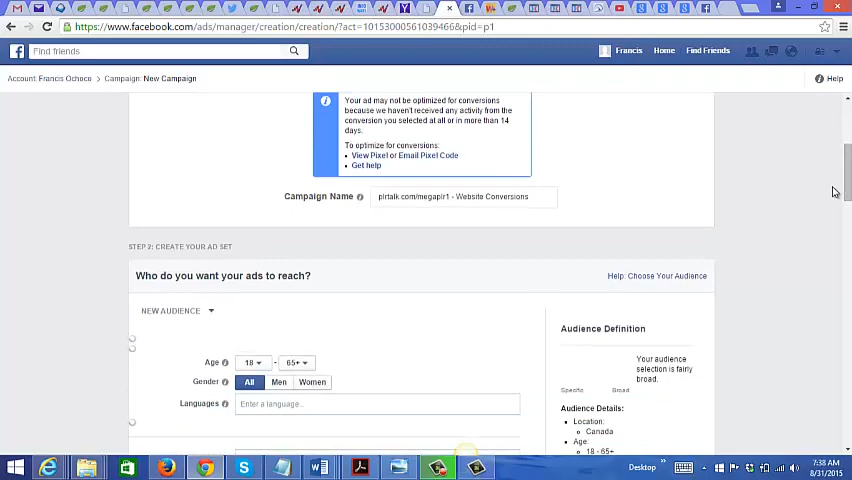 https://www.facebook.com/ads/manager/creation/creation/?act=10153000561039466&pid=p1
Find friends
Francis Home Find Friends
Account: Francis Ochoco > Campaign: New Campaign
Help
Your ad may not be optimized for conversions
because we haven't received any activity from the
conversion you selected at all or in more than 14
days.
To optimize for conversions:
• View Pixel or Email Pixel Code
• Get help
Campaign Name
plrtalk.com/megaplr1 - Website Conversions
STEP 2: CREATE YOUR AD SET
Who do you want your ads to reach?
Help: Choose Your Audience
NEW AUDIENCE
Age 18 - 65+
Gender All Men Women
Languages Enter a language...
Audience Definition
Your audience
selection is fairly
broad.
Specific Broad
Audience Details:
• Location:
Canada
• Age:
18 - 65+
Desktop
7:38 AM
8/31/2015